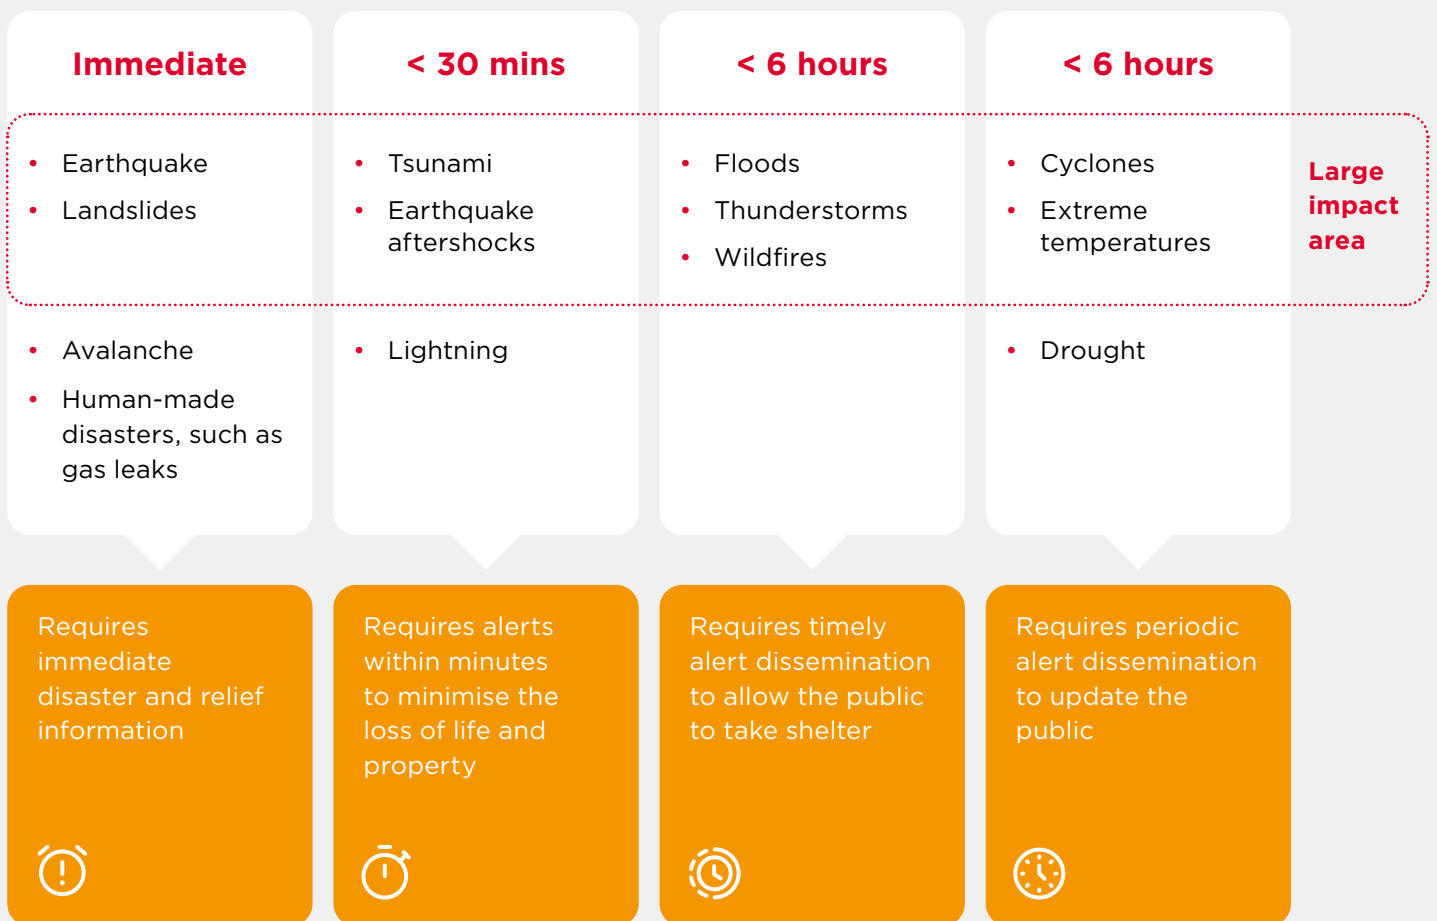 Immediate
< 30 mins
< 6 hours
< 6 hours
• Earthquake
• Landslides
• Tsunami
• Earthquake
aftershocks
• Floods
• Thunderstorms
• Wildfires
• Cyclones
• Extreme
temperatures
Large
impact
area
• Avalanche
• Human-made
disasters, such as
gas leaks
• Lightning
• Drought
Requires
immediate
disaster and relief
information
Requires alerts
within minutes
to minimise the
loss of life and
property
Requires timely
alert dissemination
to allow the public
to take shelter
Requires periodic
alert dissemination
to update the
public